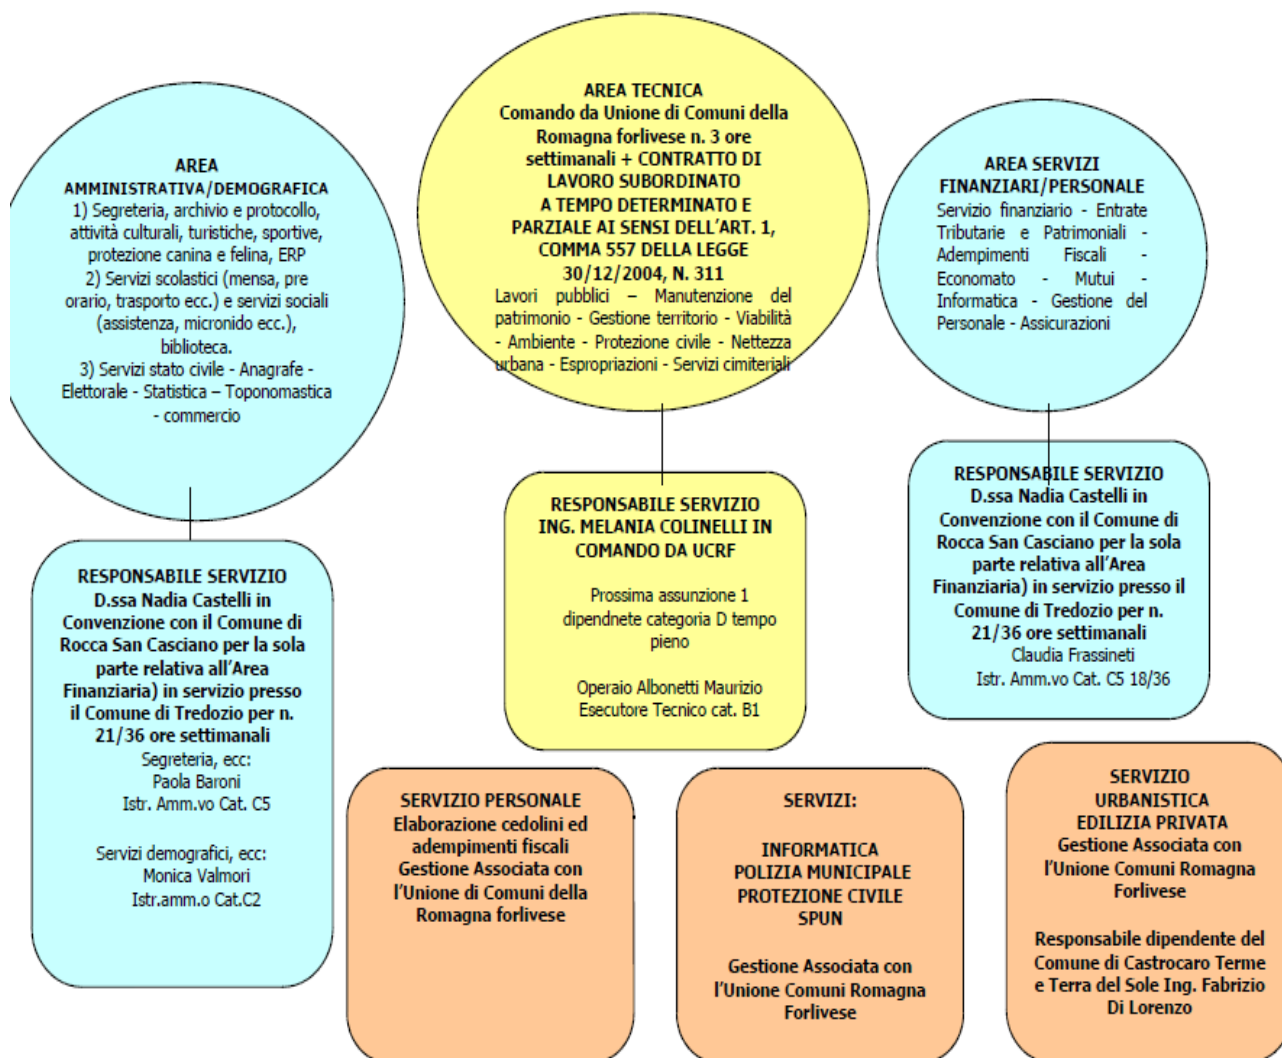 AREA
AMMINISTRATIVA/DEMOGRAFICA
1) Segreteria, archivio e protocollo,
attività culturali, turistiche, sportive,
protezione canina e felina, ERP
2) Servizi scolastici (mensa, pre
orario, trasporto ecc.) e servizi sociali
(assistenza, micronido ecc.),
biblioteca.
3) Servizi stato civile - Anagrafe -
Elettorale - Statistica – Toponomastica
- commercio
AREA TECNICA
Comando da Unione di Comuni della
Romagna forlivese n. 3 ore
settimanali + CONTRATTO DI
LAVORO SUBORDINATO
A TEMPO DETERMINATO E
PARZIALE AI SENSI DELL’ART. 1,
COMMA 557 DELLA LEGGE
30/12/2004, N. 311
Lavori pubblici – Manutenzione del
patrimonio - Gestione territorio - Viabilità
- Ambiente - Protezione civile - Nettezza
urbana - Espropriazioni - Servizi cimiteriali
AREA SERVIZI
FINANZIARI/PERSONALE
Servizio finanziario - Entrate
Tributarie e Patrimoniali -
Adempimenti Fiscali -
Economato - Mutui -
Informatica - Gestione del
Personale - Assicurazioni
RESPONSABILE SERVIZIO
D.ssa Nadia Castelli in
Convenzione con il Comune di
Rocca San Casciano per la sola
parte relativa all’Area
Finanziaria) in servizio presso
il Comune di Tredozio per n.
21/36 ore settimanali
Segreteria, ecc:
Paola Baroni
Istr. Amm.vo Cat. C5
Servizi demografici, ecc:
Monica Valmori
Istr.amm.o Cat.C2
RESPONSABILE SERVIZIO
ING. MELANIA COLINELLI IN
COMANDO DA UCRF
Prossima assunzione 1
dipendnete categoria D tempo
pieno
Operaio Albonetti Maurizio
Esecutore Tecnico cat. B1
RESPONSABILE SERVIZIO
D.ssa Nadia Castelli in
Convenzione con il Comune di
Rocca San Casciano per la sola
parte relativa all’Area
Finanziaria) in servizio presso il
Comune di Tredozio per n.
21/36 ore settimanali
Claudia Frassineti
Istr. Amm.vo Cat. C5 18/36
SERVIZIO PERSONALE
Elaborazione cedolini ed
adempimenti fiscali
Gestione Associata con
l’Unione di Comuni della
Romagna forlivese
SERVIZI:
INFORMATICA
POLIZIA MUNICIPALE
PROTEZIONE CIVILE
SPUN
Gestione Associata con
l’Unione Comuni Romagna
Forlivese
SERVIZIO
URBANISTICA
EDILIZIA PRIVATA
Gestione Associata con
l’Unione Comuni Romagna
Forlivese
Responsabile dipendente del
Comune di Castrocaro Terme
e Terra del Sole Ing. Fabrizio
Di Lorenzo